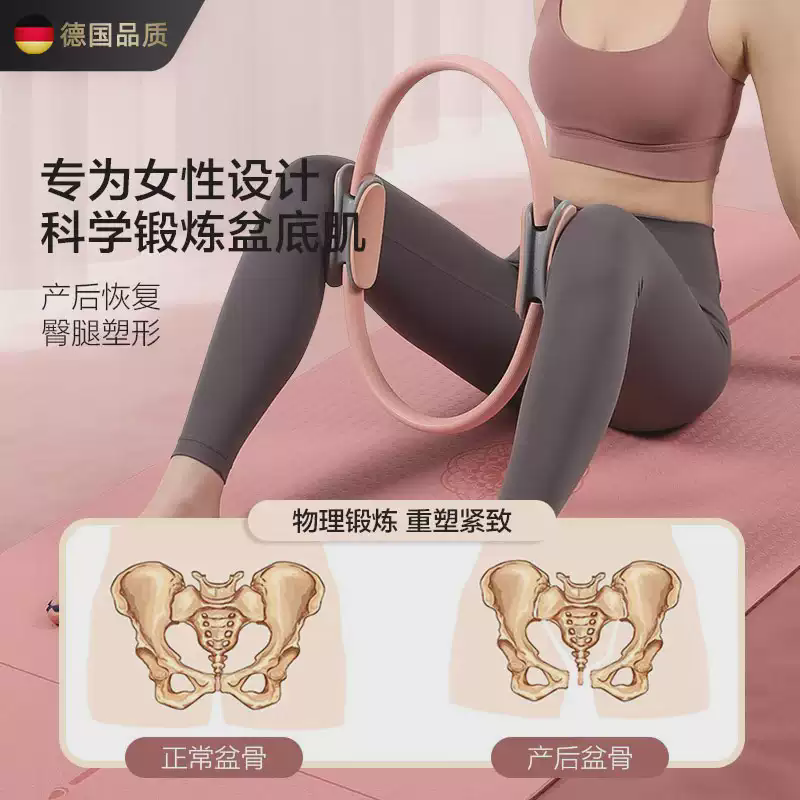 德国品质
专为女性设计
科学锻炼盆底肌
产后恢复
臀腿塑形
物理锻炼 重塑紧致
正常盆骨
产后盆骨